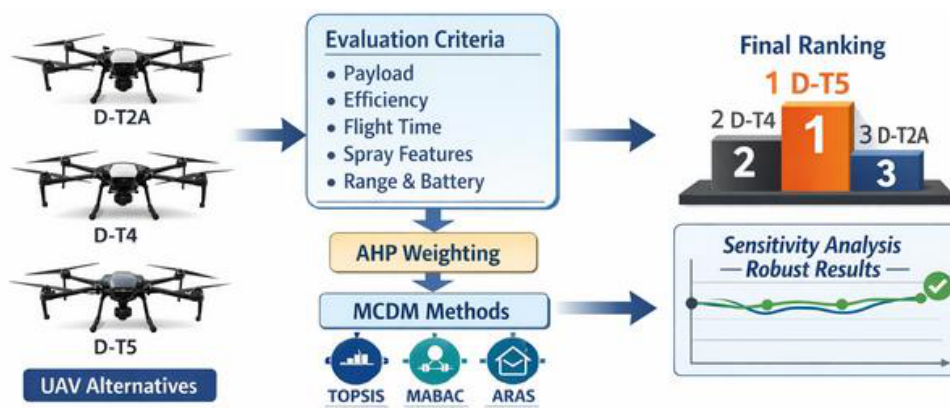 D-T2A
D-T4
D-T5
UAV Alternatives
Evaluation Criteria
• Payload
• Efficiency
• Flight Time
• Spray Features
• Range & Battery
AHP Weighting
MCDM Methods
TOPSIS
MABAC
ARAS
Final Ranking
1 D-T5
2 D-T4
3 D-T2A
1
2
3
Sensitivity Analysis
— Robust Results —